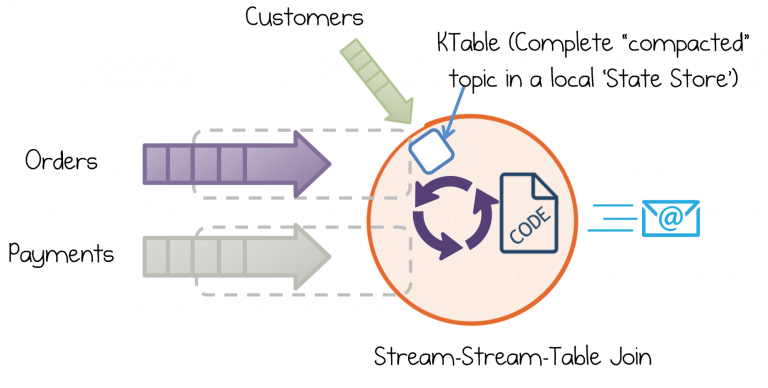 Customers
KTable (Complete “compacted”
topic in a local ‘State Store’)
Orders
CODE
@
Payments
Stream-Stream-Table Join